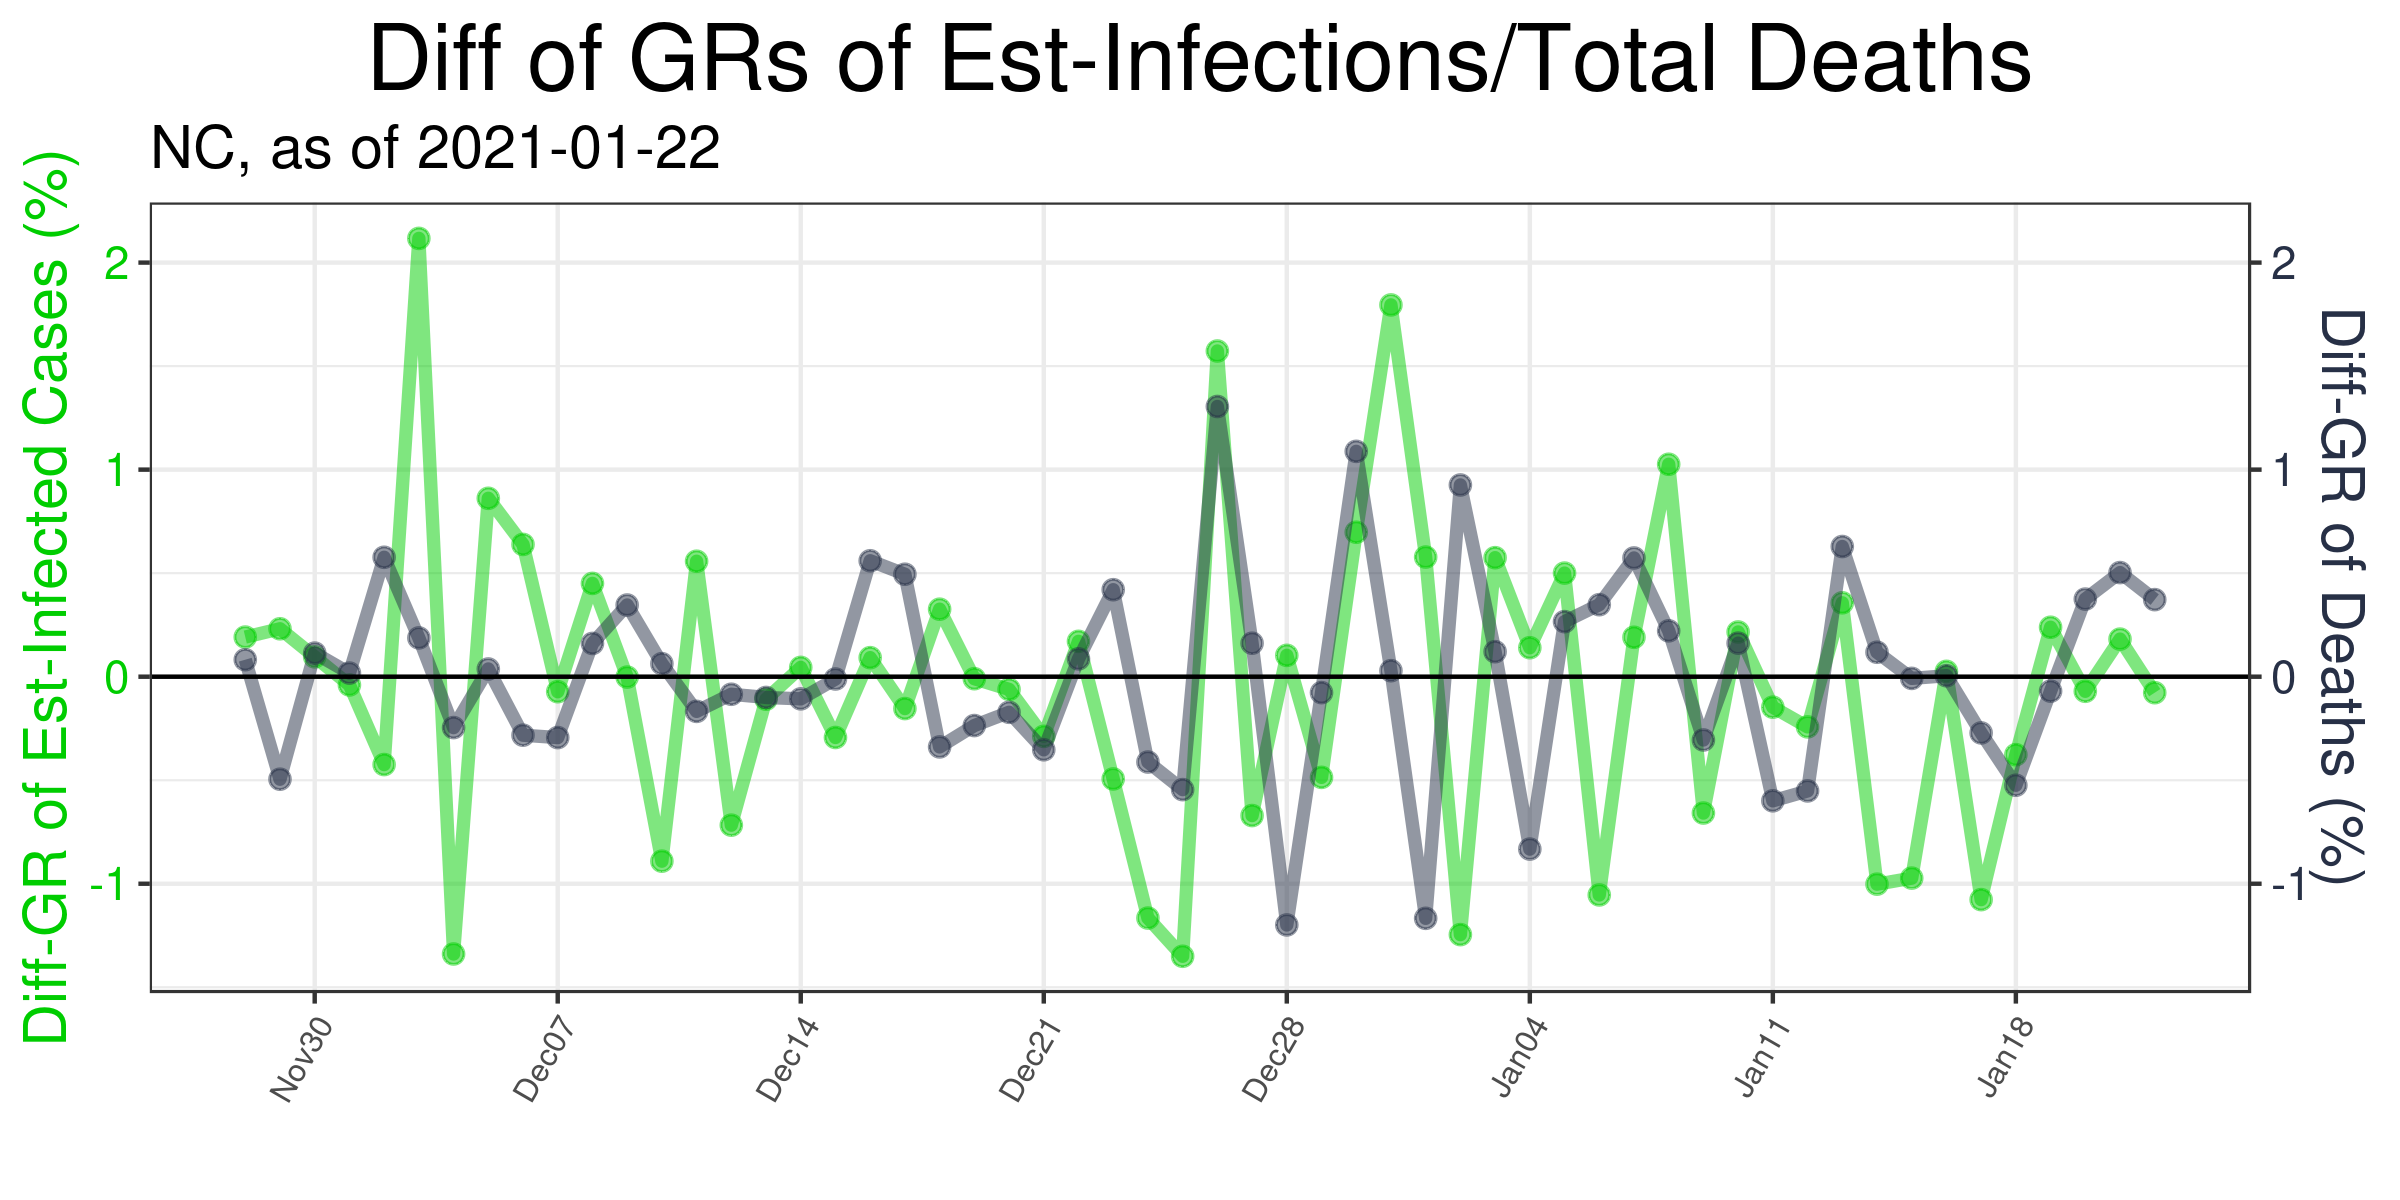 Diff of GRs of Est-Infections/Total Deaths
NC, as of 2021-01-22
Diff-GR of Est-Infected Cases (%)
2
1
0
-1
2
1
0
-1
Diff-GR of Deaths (%)
Nov30
Dec07
Dec14
Dec21
Dec28
Jan04
Jan11
Jan18